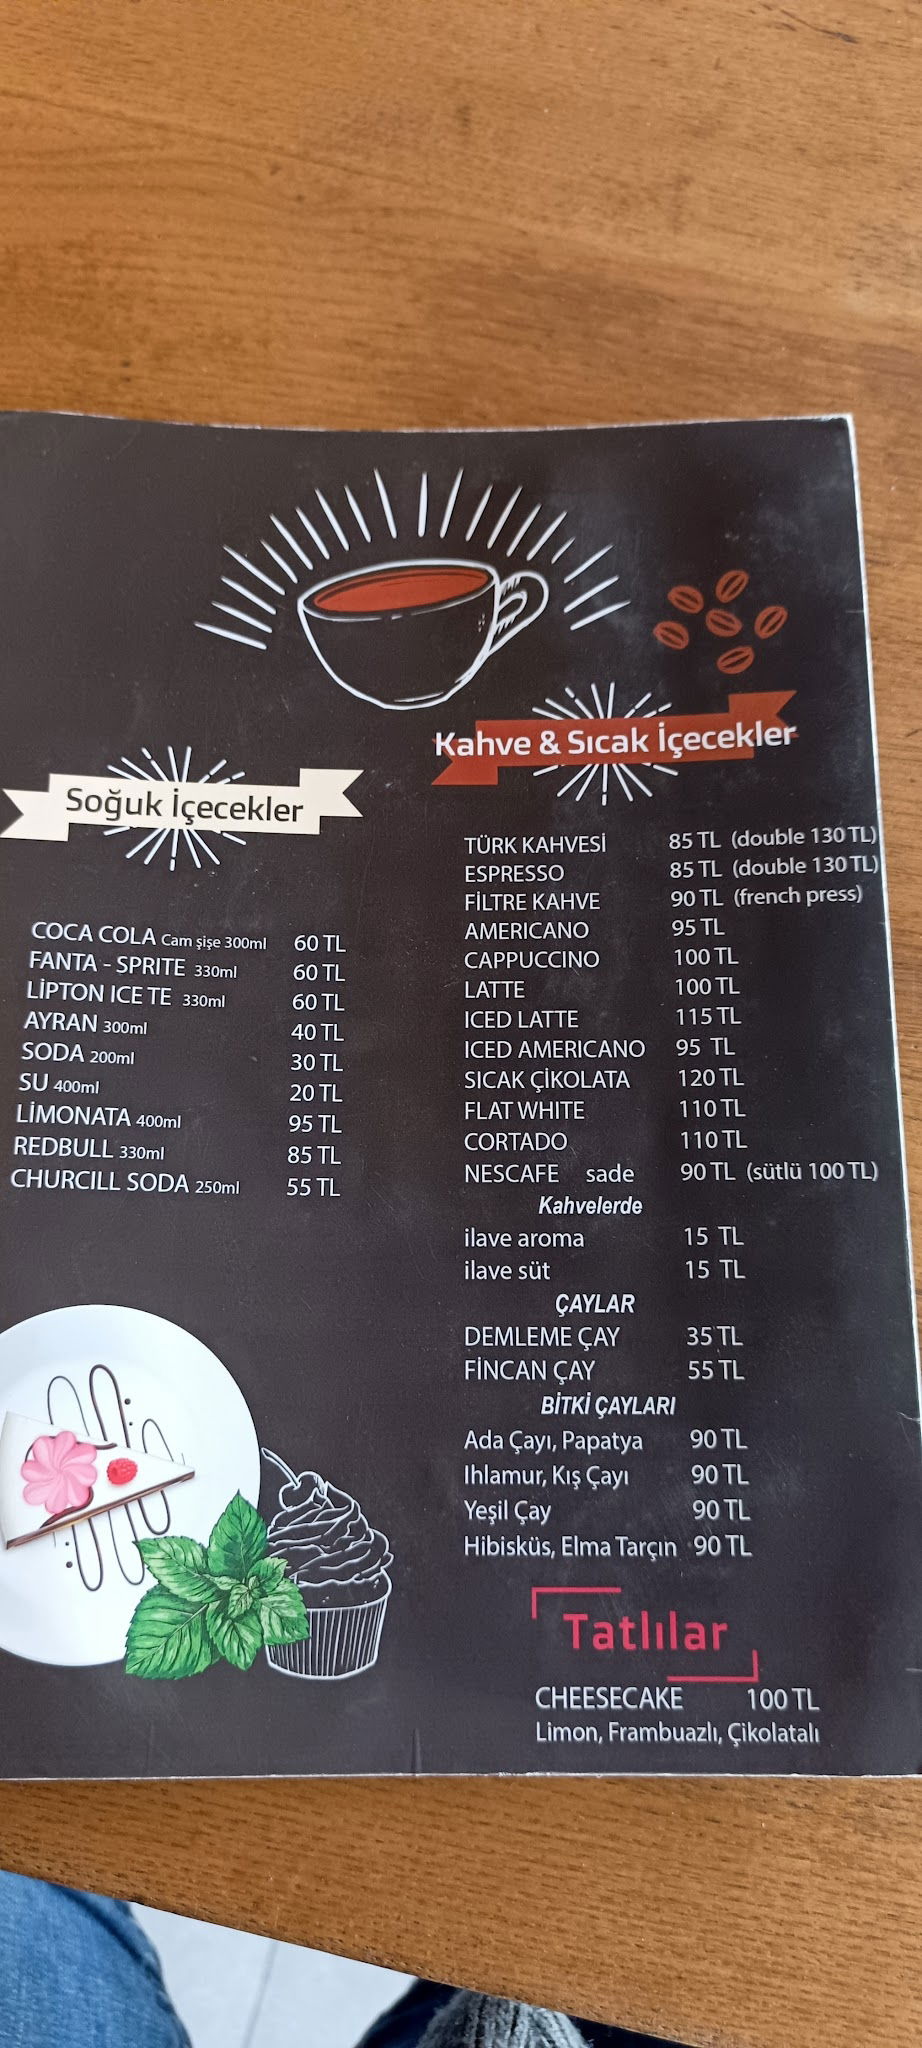 Soğuk İçecekler
COCA COLA Cam şişe 300ml 60 TL
FANTA - SPRITE 330ml 60 TL
LİPTON ICE TE 330ml 60 TL
AYRAN 300ml 40 TL
SODA 200ml 30 TL
SU 400ml 20 TL
LİMONATA 400ml 95 TL
REDBULL 330ml 85 TL
CHURCILL SODA 250ml 55 TL
Kahve & Sıcak İçecekler
TÜRK KAHVESİ 85 TL (double 130 TL)
ESPRESSO 85 TL (double 130 TL)
FİLTRE KAHVE 90 TL (french press)
AMERICANO 95 TL
CAPPUCCINO 100 TL
LATTE 100 TL
ICED LATTE 115 TL
ICED AMERICANO 95 TL
SICAK ÇİKOLATA 120 TL
FLAT WHITE 110 TL
CORTADO 110 TL
NESCAFE sade 90 TL (sütlü 100 TL)
Kahvelerde
ilave aroma 15 TL
ilave süt 15 TL
ÇAYLAR
DEMLEME ÇAY 35 TL
FİNCAN ÇAY 55 TL
BİTKİ ÇAYLARI
Ada Çayı, Papatya 90 TL
Ihlamur, Kış Çayı 90 TL
Yeşil Çay 90 TL
Hibisküs, Elma Tarçın 90 TL
Tatlılar
CHEESECAKE 100 TL
Limon, Frambuazlı, Çikolatalı